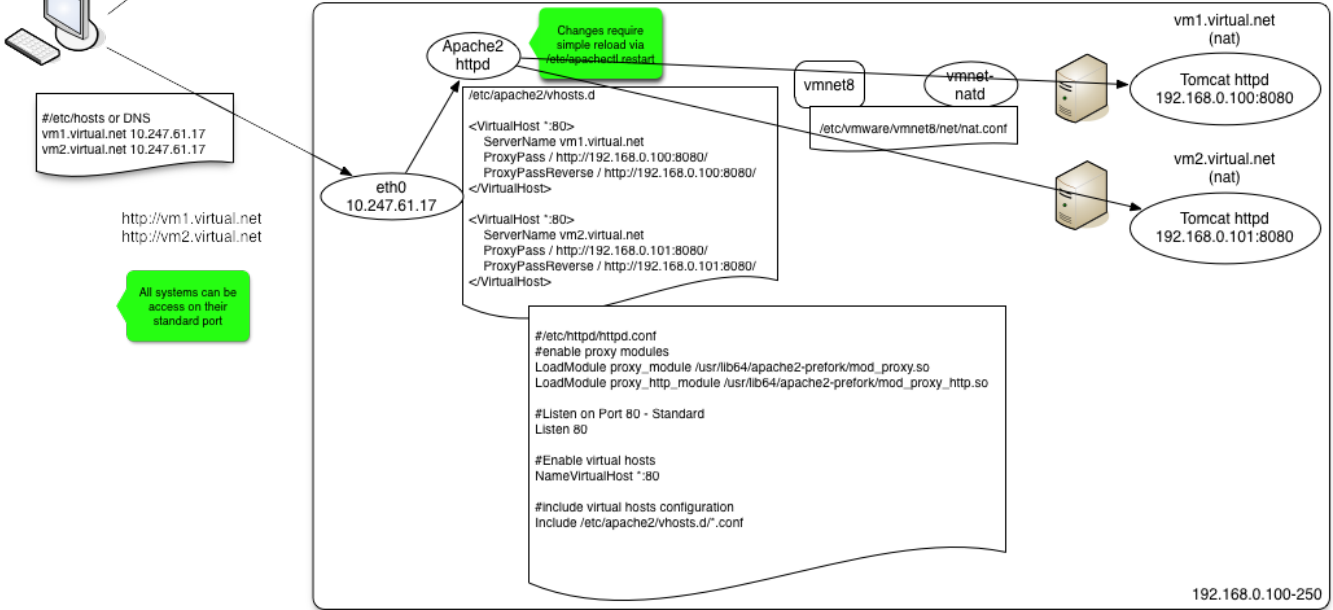 #/etc/hosts or DNS
vm1.virtual.net 10.247.61.17
vm2.virtual.net 10.247.61.17
http://vm1.virtual.net
http://vm2.virtual.net
All systems can be
access on their
standard port
eth0
10.247.61.17
Apache2
httpd
Changes require
simple reload via
/etc/apachectl restart
/etc/apache2/vhosts.d
<VirtualHost *:80>
ServerName vm1.virtual.net
ProxyPass / http://192.168.0.100:8080/
ProxyPassReverse / http://192.168.0.100:8080/
</VirtualHost>
<VirtualHost *:80>
ServerName vm2.virtual.net
ProxyPass / http://192.168.0.101:8080/
ProxyPassReverse / http://192.168.0.101:8080/
</VirtualHost>
#/etc/httpd/httpd.conf
#enable proxy modules
LoadModule proxy_module /usr/lib64/apache2-prefork/mod_proxy.so
LoadModule proxy_http_module /usr/lib64/apache2-prefork/mod_proxy_http.so
#Listen on Port 80 - Standard
Listen 80
#Enable virtual hosts
NameVirtualHost *:80
#include virtual hosts configuration
Include /etc/apache2/vhosts.d/*.conf
vmnet8
vmnet-
natd
/etc/vmware/vmnet8/net/nat.conf
vm1.virtual.net
(nat)
Tomcat httpd
192.168.0.100:8080
vm2.virtual.net
(nat)
Tomcat httpd
192.168.0.101:8080
192.168.0.100-250